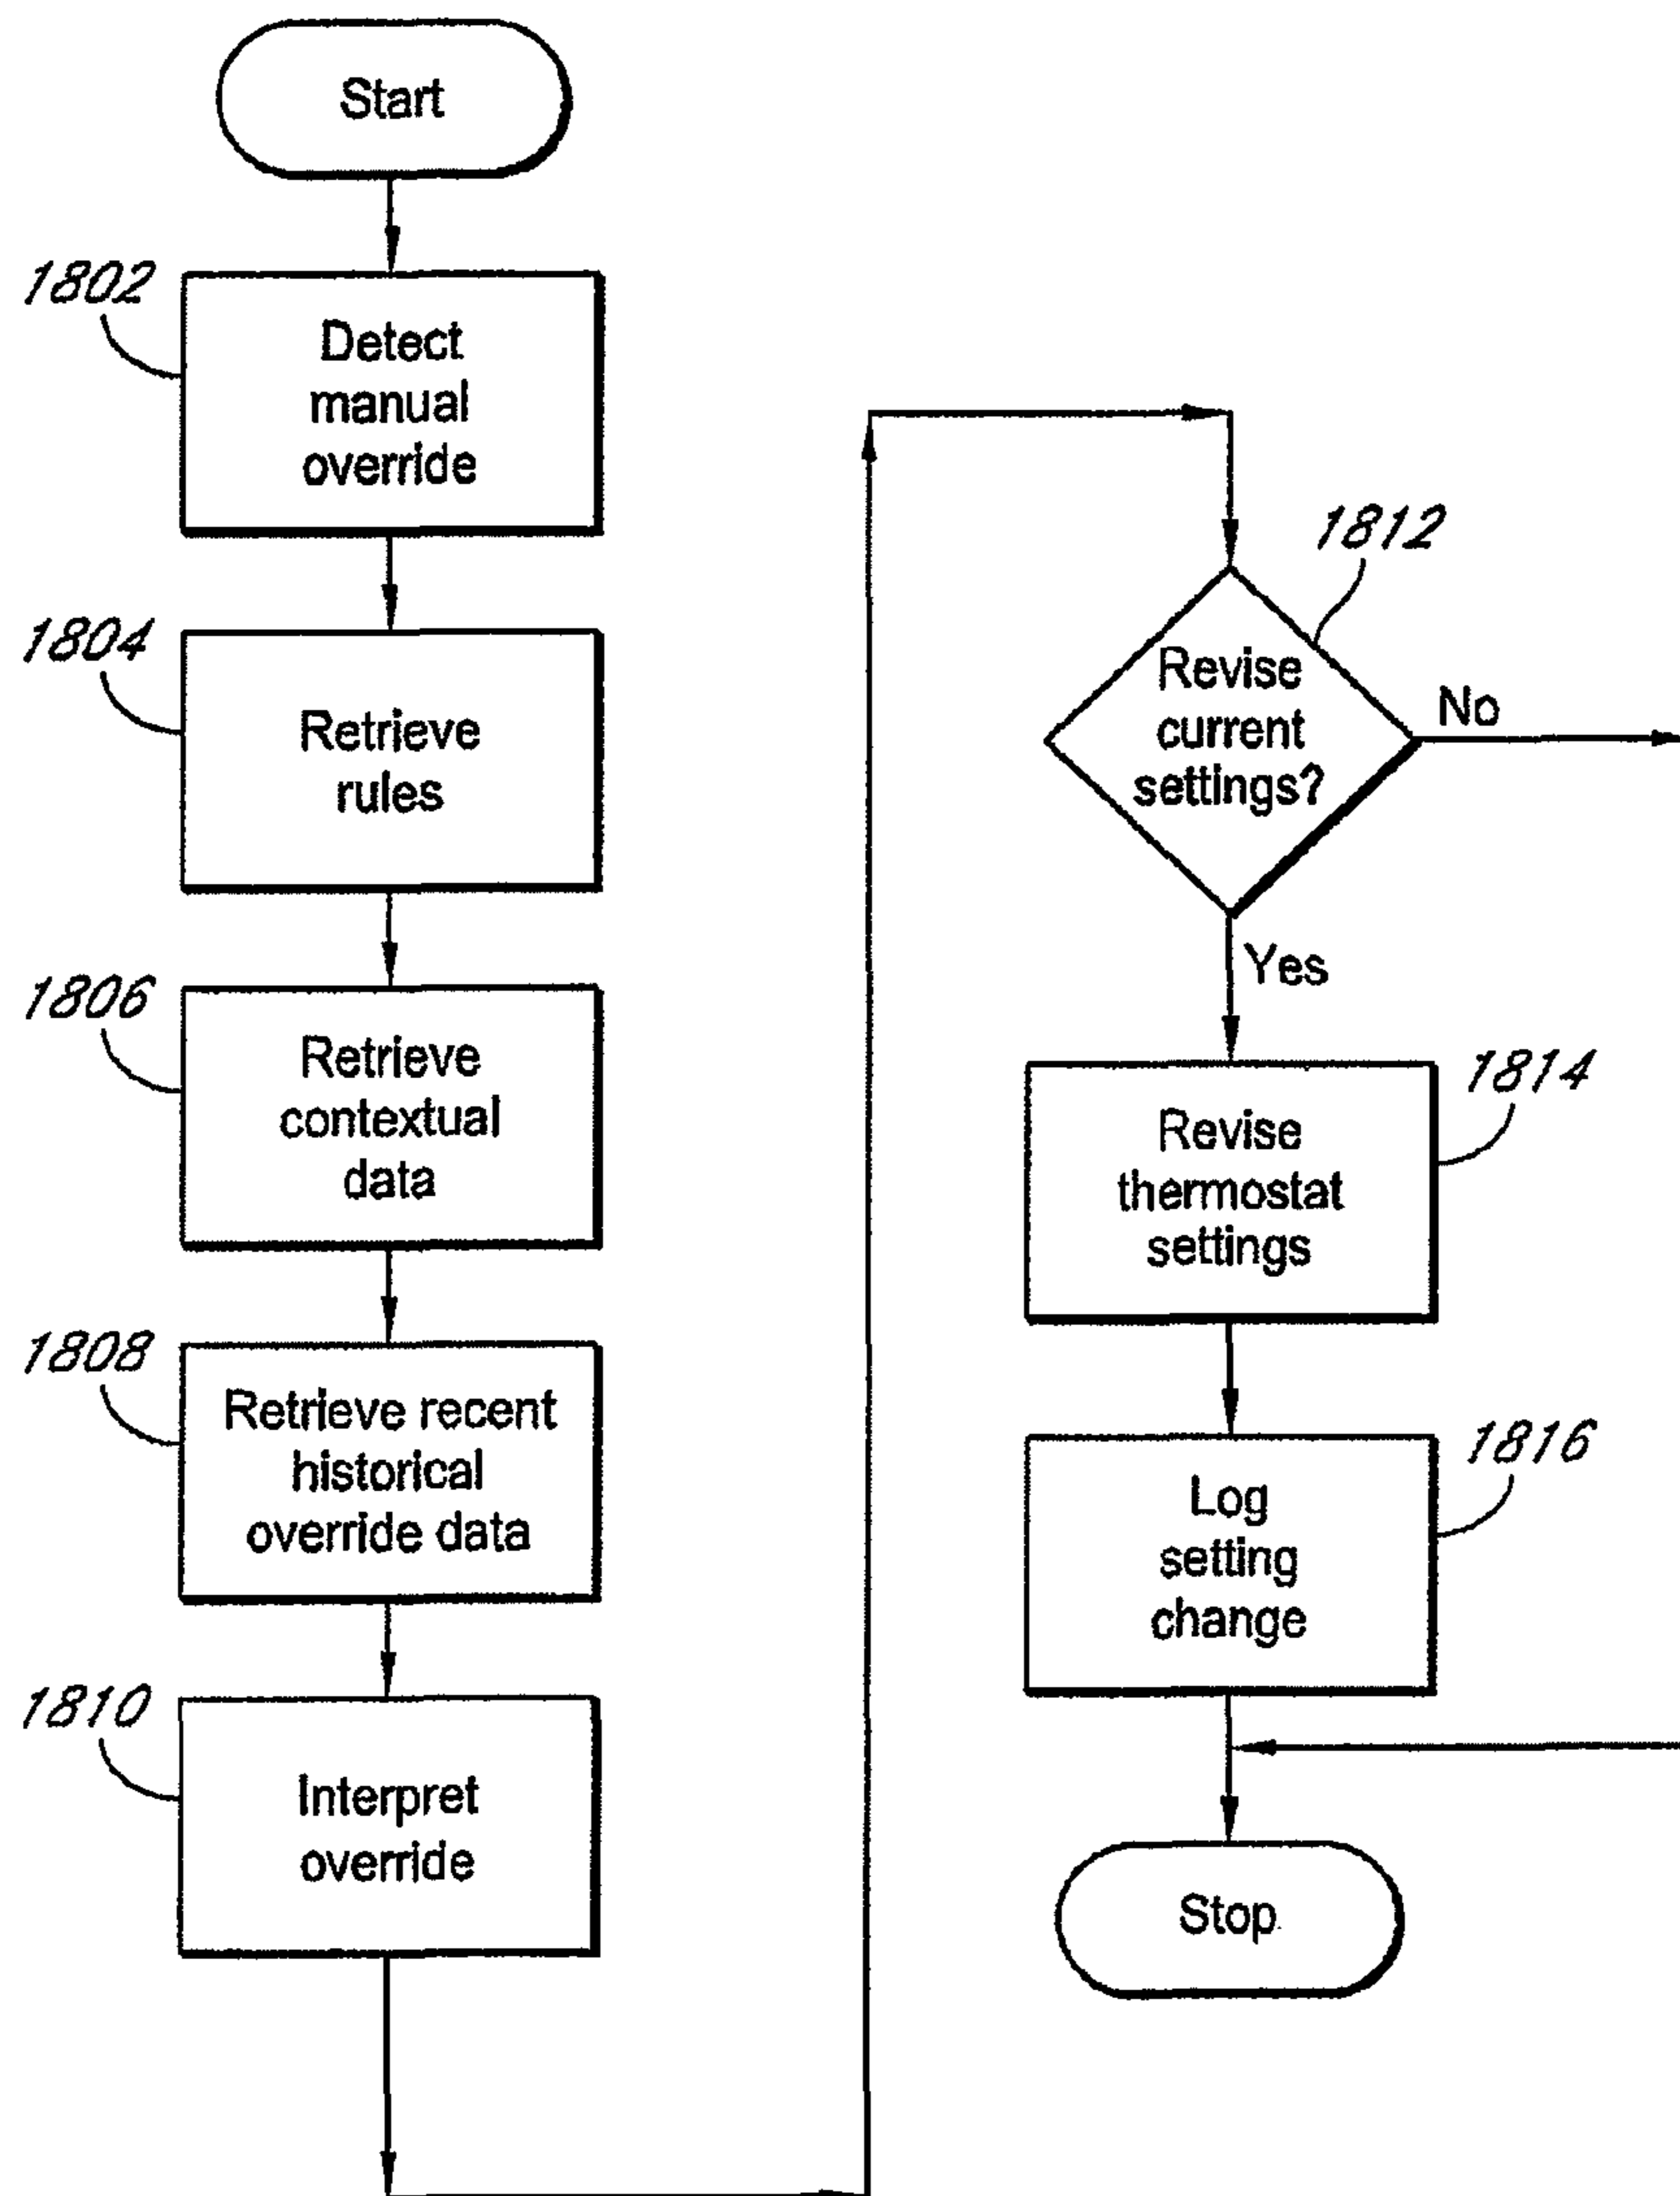 Start
1802
Detect
manual
override
1804
Retrieve
rules
1806
Retrieve
contextual
data
1808
Retrieve recent
historical
override data
1810
Interpret
override
1812
Revise
current
settings?
No
Yes
1814
Revise
thermostat
settings
1816
Log
setting
change
Stop